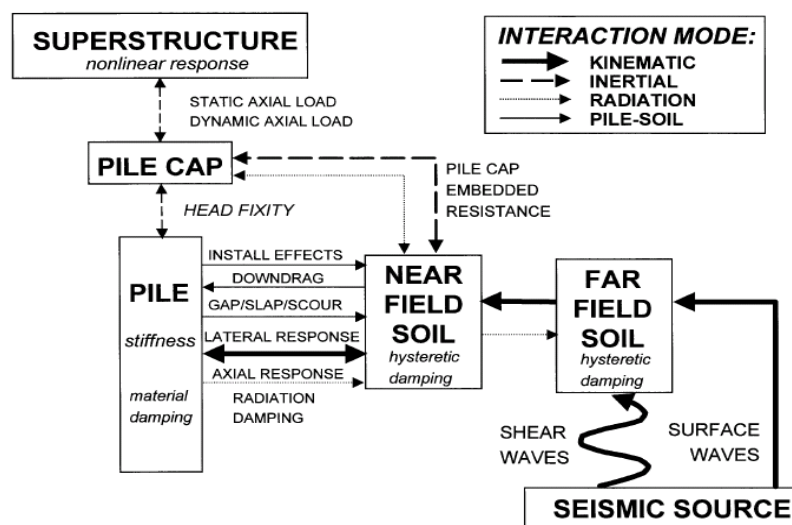 SUPERSTRUCTURE
nonlinear response
INTERACTION MODE:
KINEMATIC
INERTIAL
RADIATION
PILE-SOIL
STATIC AXIAL LOAD
DYNAMIC AXIAL LOAD
PILE CAP
PILE CAP
EMBEDDED
RESISTANCE
HEAD FIXITY
PILE
stiffness
material
damping
INSTALL EFFECTS
DOWNDRAG
GAP/SLAP/SCOUR
LATERAL RESPONSE
AXIAL RESPONSE
RADIATION
DAMPING
NEAR
FIELD
SOIL
hysteretic
damping
FAR
FIELD
SOIL
hysteretic
damping
SHEAR
WAVES
SURFACE
WAVES
SEISMIC SOURCE